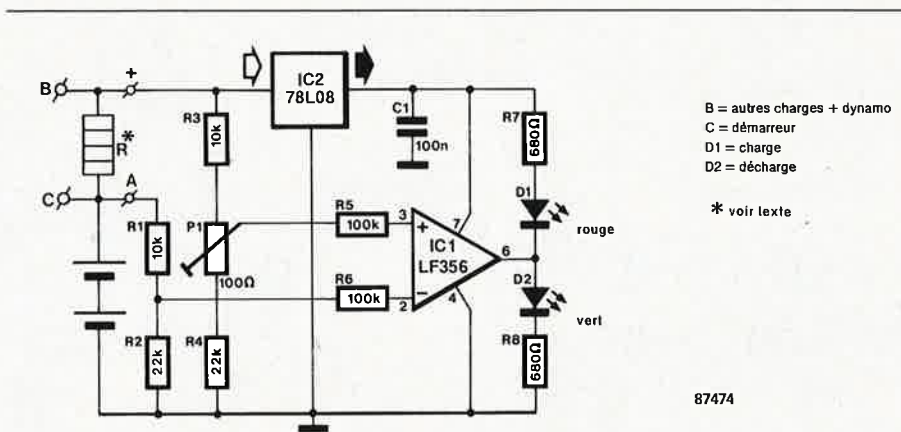 IC2
78L08
B
+
R3
10k
C1
100n
R7
680Ω
R
*
C
A
R1
10k
P1
100Ω
R5
100k
3
+
7
IC1
LF356
6
R6
100k
2
−
4
D1
rouge
D2
vert
R2
22k
R4
22k
R8
680Ω
B = autres charges + dynamo
C = démarreur
D1 = charge
D2 = décharge
* voir lexte
87474